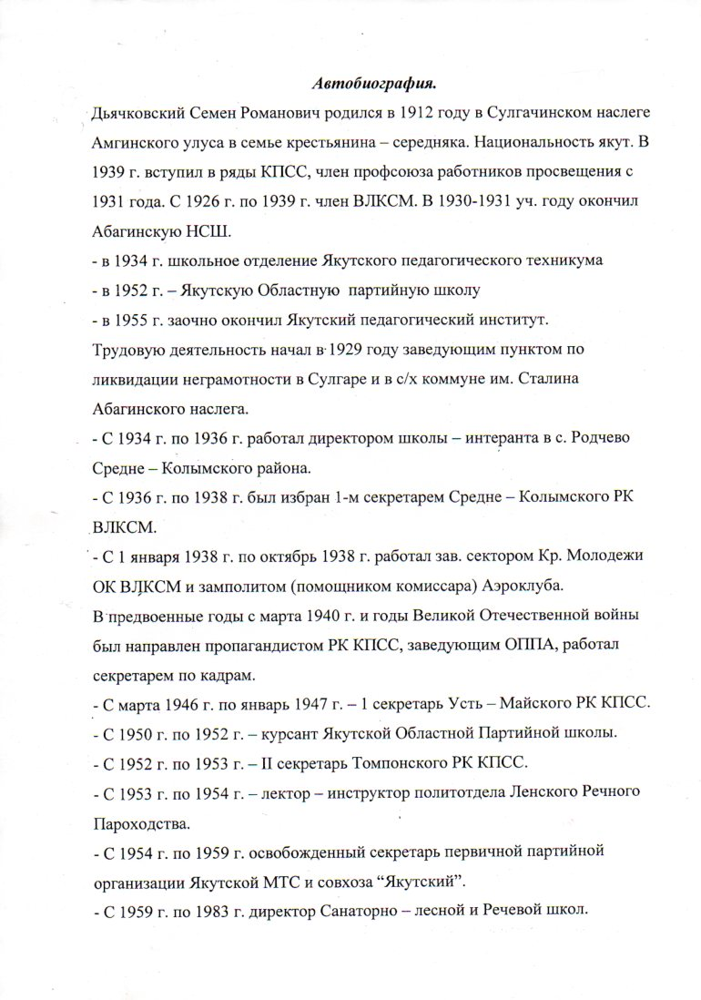 Автобиография.
Дьячковский Семен Романович родился в 1912 году в Сулгачинском наслеге
Амгинского улуса в семье крестьянина – середняка. Национальность якут. В
1939 г. вступил в ряды КПСС, член профсоюза работников просвещения с
1931 года. С 1926 г. по 1939 г. член ВЛКСМ. В 1930-1931 уч. году окончил
Абагинскую НСШ.
- в 1934 г. школьное отделение Якутского педагогического техникума
- в 1952 г. – Якутскую Областную партийную школу
- в 1955 г. заочно окончил Якутский педагогический институт.
Трудовую деятельность начал в 1929 году заведующим пунктом по
ликвидации неграмотности в Сулгаре и в с/х коммуне им. Сталина
Абагинского наслега.
- С 1934 г. по 1936 г. работал директором школы – интеранта в с. Родчево
Средне – Колымского района.
- С 1936 г. по 1938 г. был избран 1-м секретарем Средне – Колымского РК
ВЛКСМ.
- С 1 января 1938 г. по октябрь 1938 г. работал зав. сектором Кр. Молодежи
ОК ВЛКСМ и замполитом (помощником комиссара) Аэроклуба.
В предвоенные годы с марта 1940 г. и годы Великой Отечественной войны
был направлен пропагандистом РК КПСС, заведующим ОППА, работал
секретарем по кадрам.
- С марта 1946 г. по январь 1947 г. – 1 секретарь Усть – Майского РК КПСС.
- С 1950 г. по 1952 г. – курсант Якутской Областной Партийной школы.
- С 1952 г. по 1953 г. – II секретарь Томпонского РК КПСС.
- С 1953 г. по 1954 г. – лектор – инструктор политотдела Ленского Речного
Пароходства.
- С 1954 г. по 1959 г. освобожденный секретарь первичной партийной
организации Якутской МТС и совхоза “Якутский”.
- С 1959 г. по 1983 г. директор Санаторно – лесной и Речевой школ.